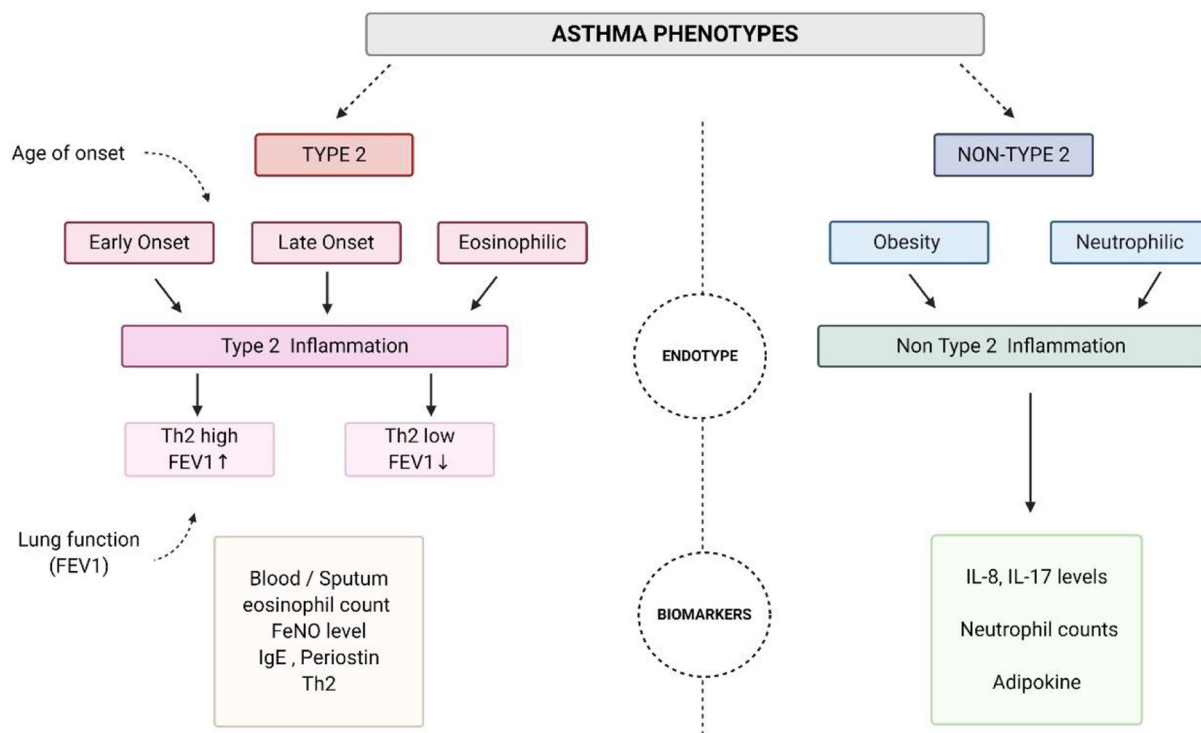 ASTHMA PHENOTYPES
TYPE 2
NON-TYPE 2
Age of onset
Early Onset
Late Onset
Eosinophilic
Obesity
Neutrophilic
Type 2 Inflammation
ENDOTYPE
Non Type 2 Inflammation
Th2 high
FEV1↑
Th2 low
FEV1↓
Lung function
(FEV1)
Blood / Sputum
eosinophil count
FeNO level
IgE , Periostin
Th2
BIOMARKERS
IL-8, IL-17 levels
Neutrophil counts
Adipokine